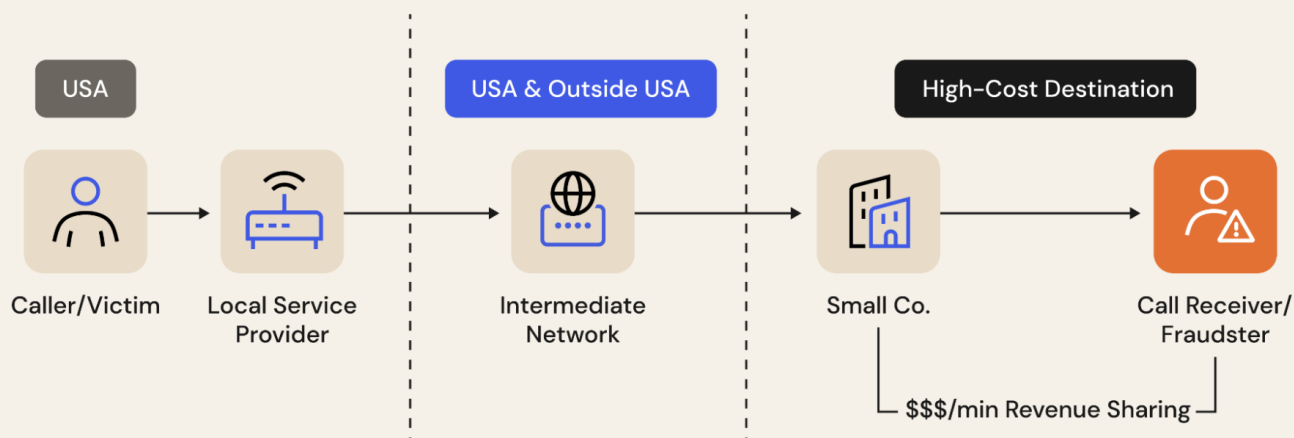 USA
USA & Outside USA
High-Cost Destination
Caller/Victim
Local Service
Provider
Intermediate
Network
Small Co.
Call Receiver/
Fraudster
$$$/min Revenue Sharing